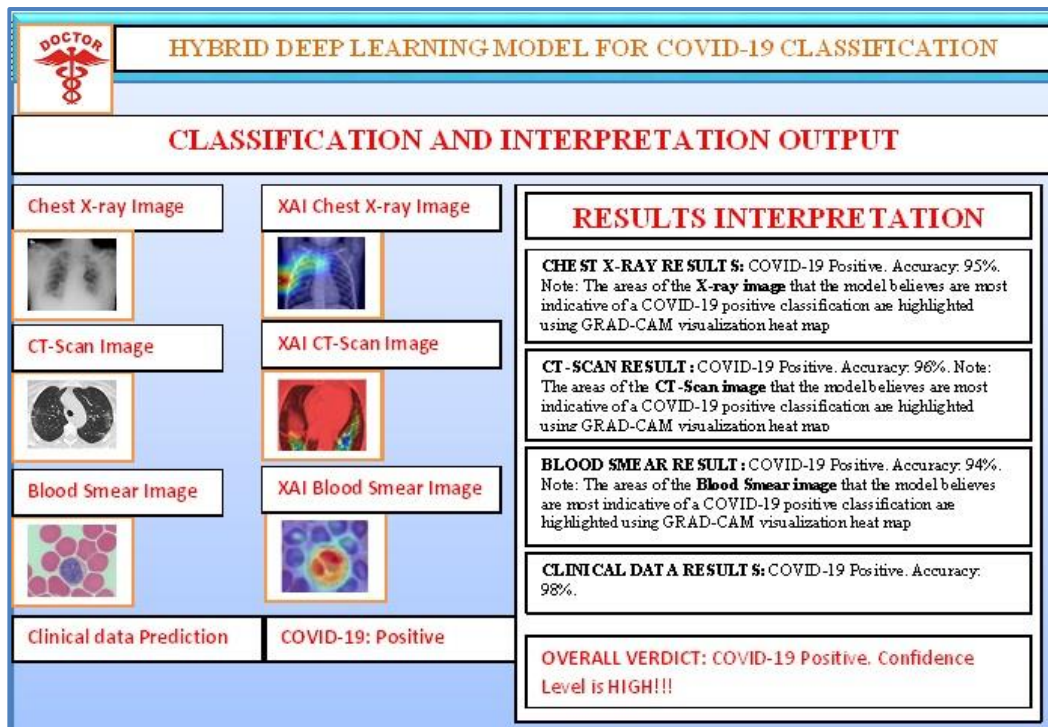 DOCTOR
HYBRID DEEP LEARNING MODEL FOR COVID-19 CLASSIFICATION
CLASSIFICATION AND INTERPRETATION OUTPUT
Chest X-ray Image
XAI Chest X-ray Image
CT-Scan Image
XAI CT-Scan Image
Blood Smear Image
XAI Blood Smear Image
Clinical data Prediction
COVID-19: Positive
RESULTS INTERPRETATION
CHEST X-RAY RESULTS: COVID-19 Positive. Accuracy: 95%.
Note: The areas of the X-ray image that the model believes are most
indicative of a COVID-19 positive classification are highlighted
using GRAD-CAM visualization heat map
CT-SCAN RESULT: COVID-19 Positive. Accuracy: 96%. Note:
The areas of the CT-Scan image that the model believes are most
indicative of a COVID-19 positive classification are highlighted
using GRAD-CAM visualization heat map
BLOOD SMEAR RESULT: COVID-19 Positive. Accuracy: 94%.
Note: The areas of the Blood Smear image that the model believes
are most indicative of a COVID-19 positive classification are
highlighted using GRAD-CAM visualization heat map
CLINICAL DATA RESULTS: COVID-19 Positive. Accuracy:
98%.
OVERALL VERDICT: COVID-19 Positive. Confidence
Level is HIGH!!!